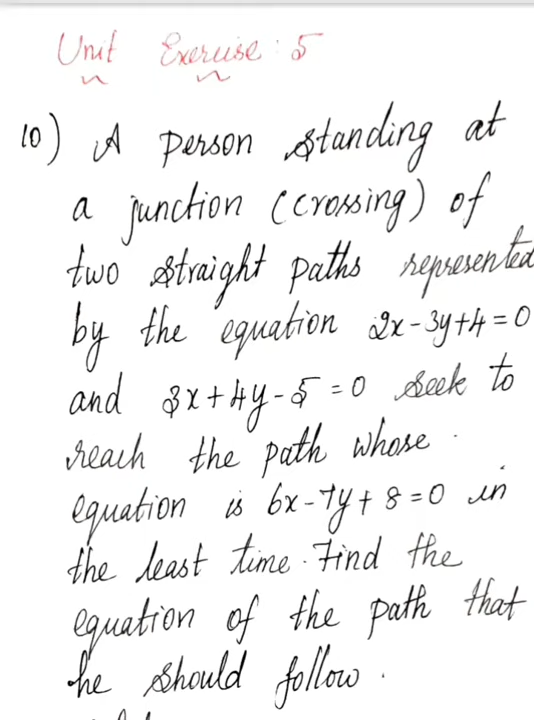 Unit Exercise : 5
10) A person standing at
a junction (crossing) of
two straight paths represented
by the equation 2x-3y+4=0
and 3x+4y-5=0 seek to
reach the path whose
equation is 6x-7y+8=0 in
the least time. Find the
equation of the path that
he should follow.